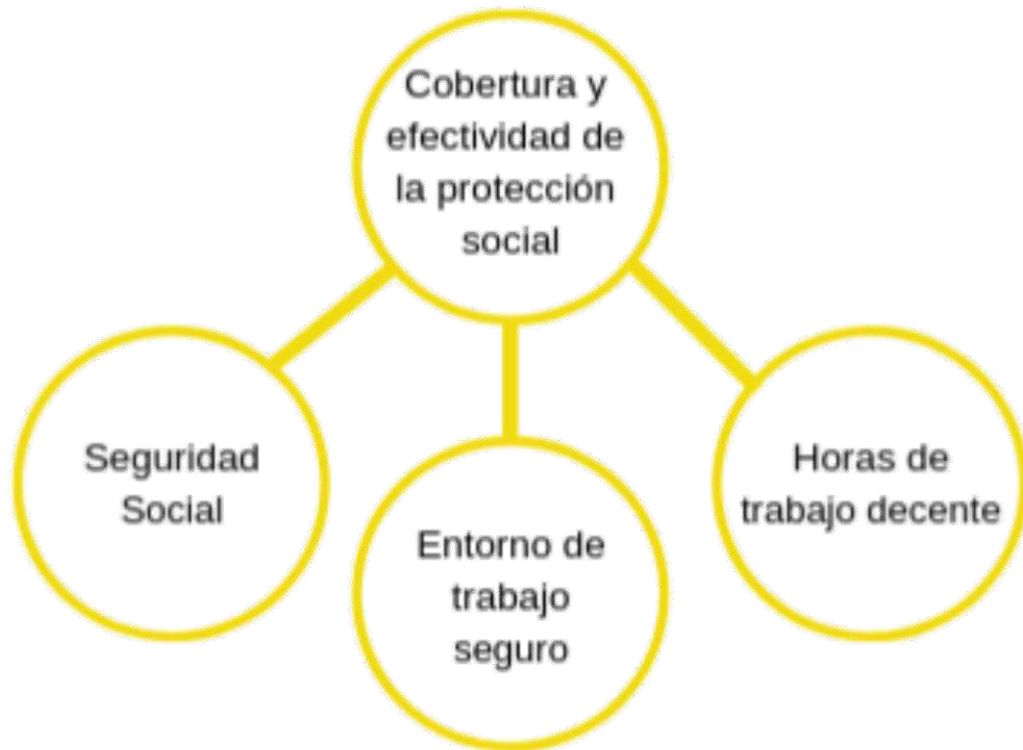 Cobertura y
efectividad de
la protección
social
Seguridad
Social
Entorno de
trabajo
seguro
Horas de
trabajo decente